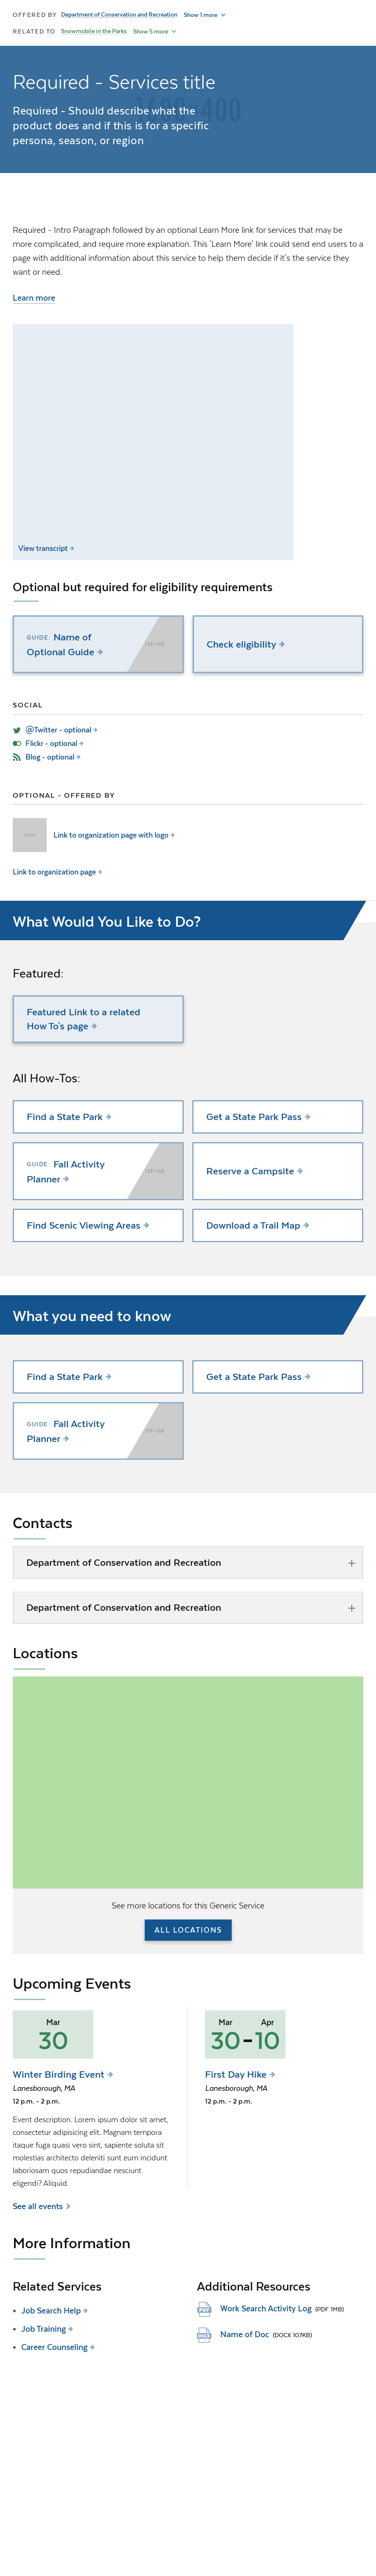 OFFERED BY Department of Conservation and Recreation Show 1 more
RELATED TO Snowmobile in the Parks Show 5 more
Required - Services title
1600×400
Required - Should describe what the
product does and if this is for a specific
persona, season, or region
Required - Intro Paragraph followed by an optional Learn More link for services that may be
more complicated, and require more explanation. This 'Learn More' link could send end users to a
page with additional information about this service to help them decide if it's the service they
want or need.
Learn more
View transcript
Optional but required for eligibility requirements
GUIDE: Name of
Optional Guide
Check eligibility
SOCIAL
@Twitter - optional
Flickr - optional
Blog - optional
OPTIONAL - OFFERED BY
Link to organization page with logo
Link to organization page
What Would You Like to Do?
Featured:
Featured Link to a related
How To's page
All How-Tos:
Find a State Park
Get a State Park Pass
GUIDE: Fall Activity
Planner
Reserve a Campsite
Find Scenic Viewing Areas
Download a Trail Map
What you need to know
Find a State Park
Get a State Park Pass
GUIDE: Fall Activity
Planner
Contacts
Department of Conservation and Recreation
Department of Conservation and Recreation
Locations
See more locations for this Generic Service
ALL LOCATIONS
Upcoming Events
Mar
30
Winter Birding Event
Lanesborough, MA
12 p.m. - 2 p.m.
Event description. Lorem ipsum dolor sit amet,
consectetur adipisicing elit. Magnam tempora
itaque fuga quasi vero sint, sapiente soluta sit
molestias architecto deleniti sunt eum incidunt
laboriosam quos repudiandae nesciunt
eligendi? Aliquid.
Mar Apr
30-10
First Day Hike
Lanesborough, MA
12 p.m. - 2 p.m.
See all events
More Information
Related Services
Job Search Help
Job Training
Career Counseling
Additional Resources
PDF Work Search Activity Log (PDF 1MB)
DOCX Name of Doc (DOCX 107KB)